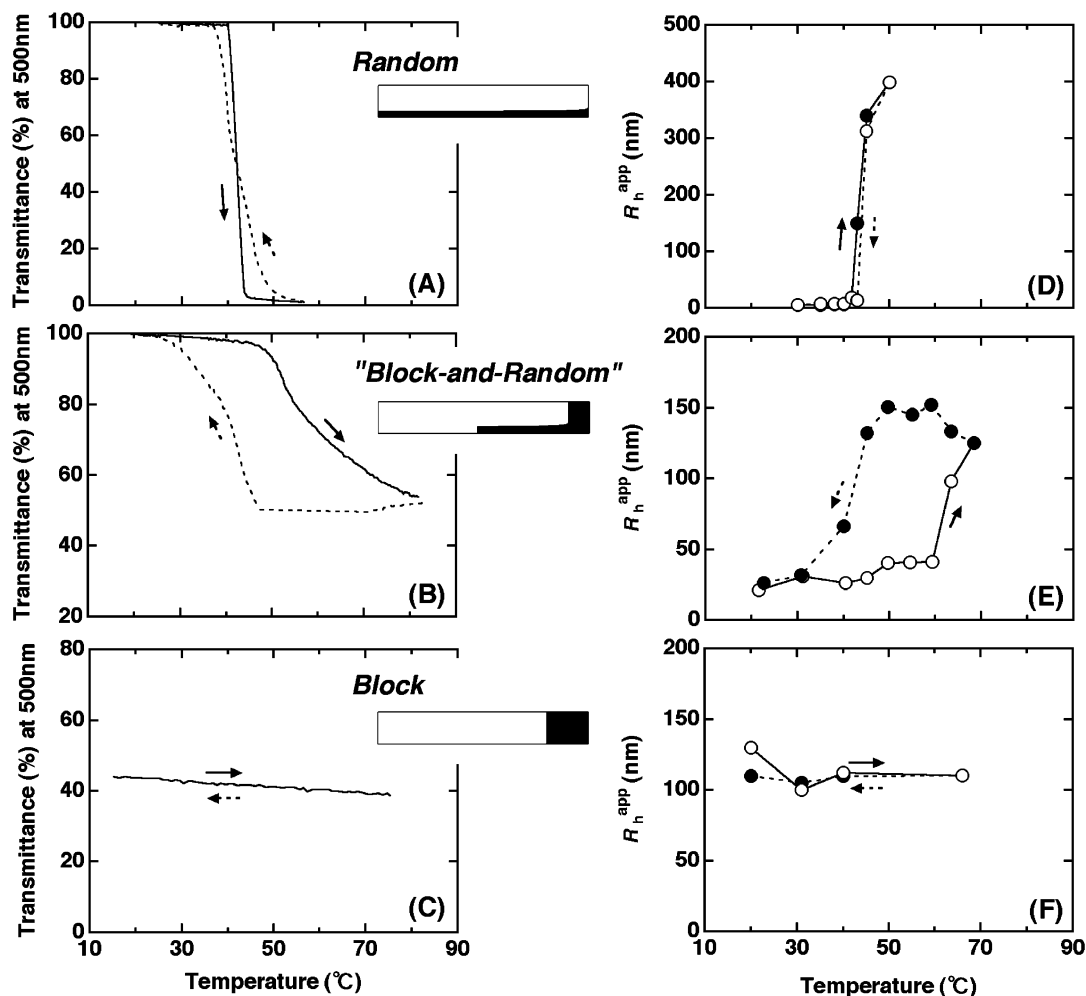 100
80
60
40
20
0
Transmittance (%) at 500nm
Random
(A)
500
400
300
200
100
0
R h app (nm)
(D)
100
80
60
40
20
Transmittance (%) at 500nm
"Block-and-Random"
(B)
200
150
100
50
0
R h app (nm)
(E)
80
60
40
20
0
Transmittance (%) at 500nm
Block
(C)
10 30 50 70 90
Temperature (℃)
200
150
100
50
0
R h app (nm)
(F)
10 30 50 70 90
Temperature (℃)